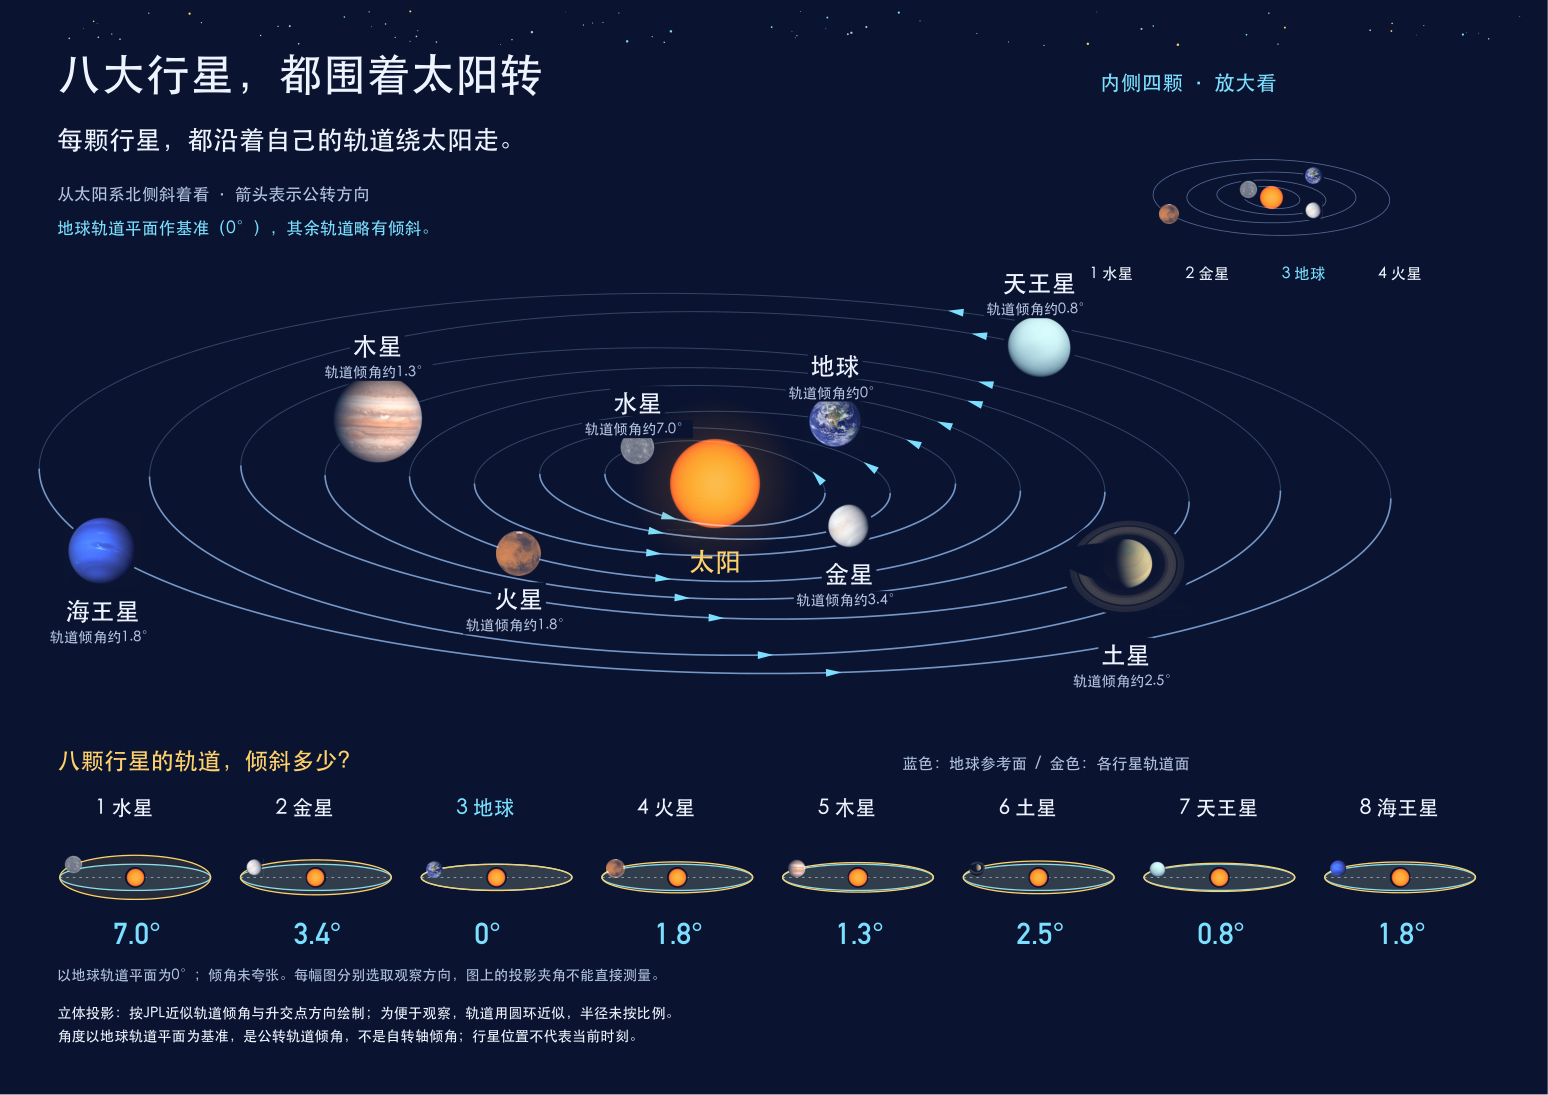 八大行星，都围着太阳转
每颗行星，都沿着自己的轨道绕太阳走。
从太阳系北侧斜着看 · 箭头表示公转方向
地球轨道平面作基准（0°），其余轨道略有倾斜。
内侧四颗 · 放大看
1 水星
2 金星
3 地球
4 火星
天王星
轨道倾角约0.8°
木星
轨道倾角约1.3°
地球
轨道倾角约0°
水星
轨道倾角约7.0°
太阳
金星
轨道倾角约3.4°
火星
轨道倾角约1.8°
海王星
轨道倾角约1.8°
土星
轨道倾角约2.5°
八颗行星的轨道，倾斜多少？
蓝色：地球参考面 / 金色：各行星轨道面
1 水星
2 金星
3 地球
4 火星
5 木星
6 土星
7 天王星
8 海王星
7.0°
3.4°
0°
1.8°
1.3°
2.5°
0.8°
1.8°
以地球轨道平面为0°；倾角未夸张。每幅图分别选取观察方向，图上的投影夹角不能直接测量。
立体投影：按JPL近似轨道倾角与升交点方向绘制；为便于观察，轨道用圆环近似，半径未按比例。
角度以地球轨道平面为基准，是公转轨道倾角，不是自转轴倾角；行星位置不代表当前时刻。